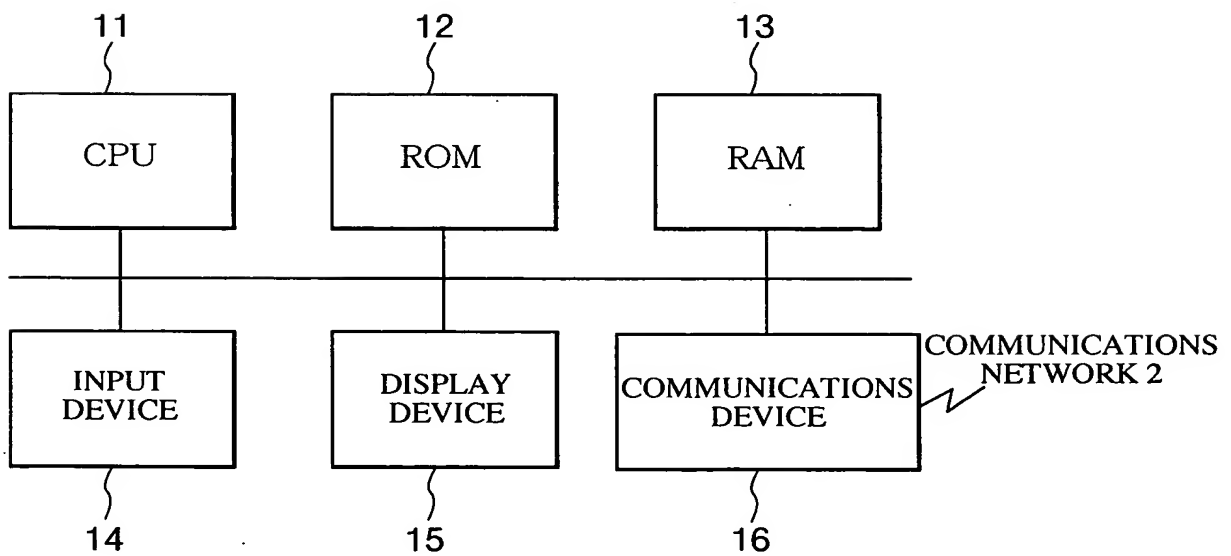 11
12
13
CPU
ROM
RAM
INPUT
DEVICE
DISPLAY
DEVICE
COMMUNICATIONS
DEVICE
COMMUNICATIONS
NETWORK 2
14
15
16